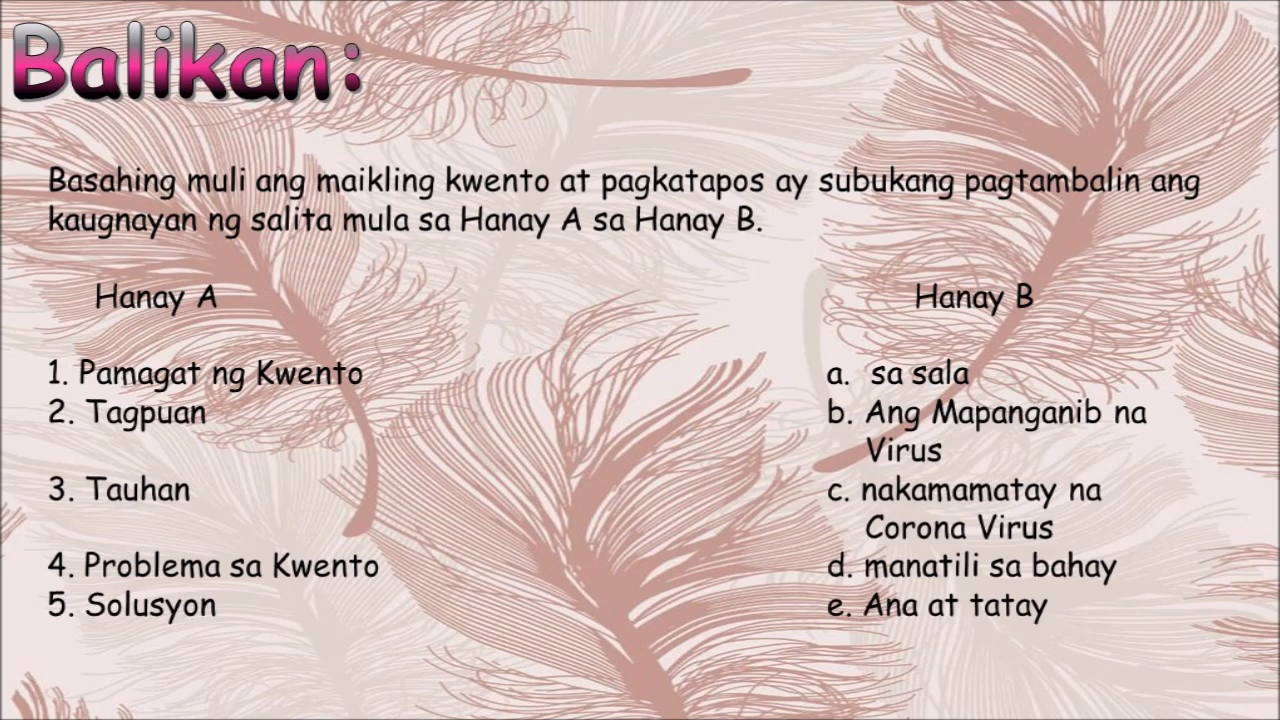 Balikan:
Basahing muli ang maikling kwento at pagkatapos ay subukang pagtambalin ang
kaugnayan ng salita mula sa Hanay A sa Hanay B.
Hanay A
1. Pamagat ng Kwento
2. Tagpuan
3. Tauhan
4. Problema sa Kwento
5. Solusyon
Hanay B
a. sa sala
b. Ang Mapanganib na
Virus
c. nakamamatay na
Corona Virus
d. manatili sa bahay
e. Ana at tatay